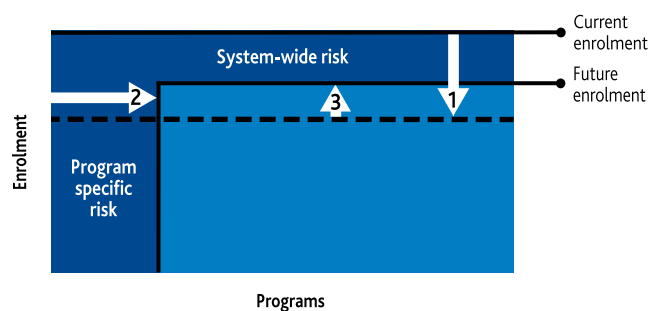 Current
enrolment
System-wide risk
Future
enrolment
2
3
1
Enrolment
Program
specific
risk
Programs